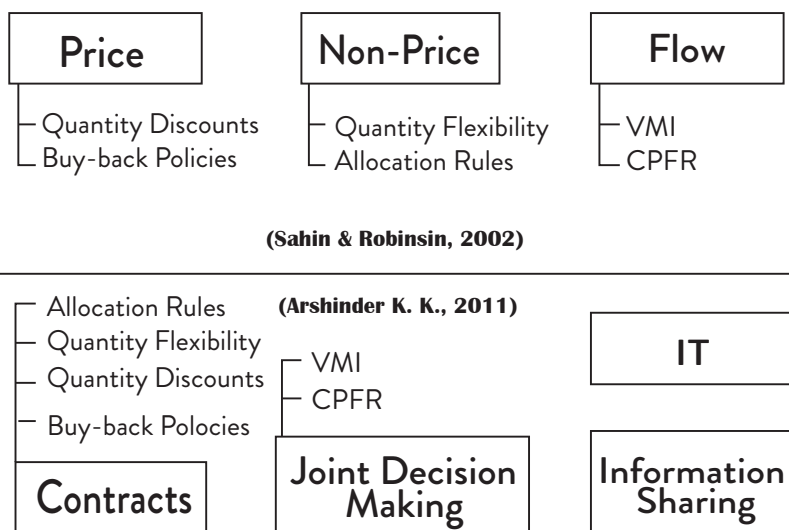 Price
Quantity Discounts
Buy-back Policies
Non-Price
Quantity Flexibility
Allocation Rules
Flow
VMI
CPFR
(Sahin & Robinsin, 2002)
(Arshinder K. K., 2011)
Allocation Rules
Quantity Flexibility
Quantity Discounts
Buy-back Polocies
Contracts
VMI
CPFR
Joint Decision
Making
IT
Information
Sharing